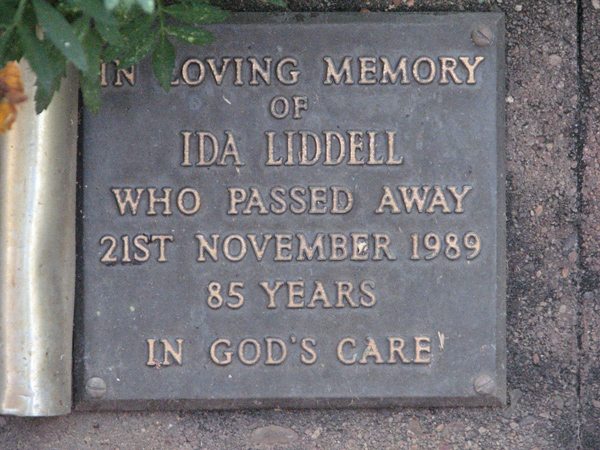 IN LOVING MEMORY
OF
IDA LIDDELL
WHO PASSED AWAY
21ST NOVEMBER 1989
85 YEARS
IN GOD'S CARE